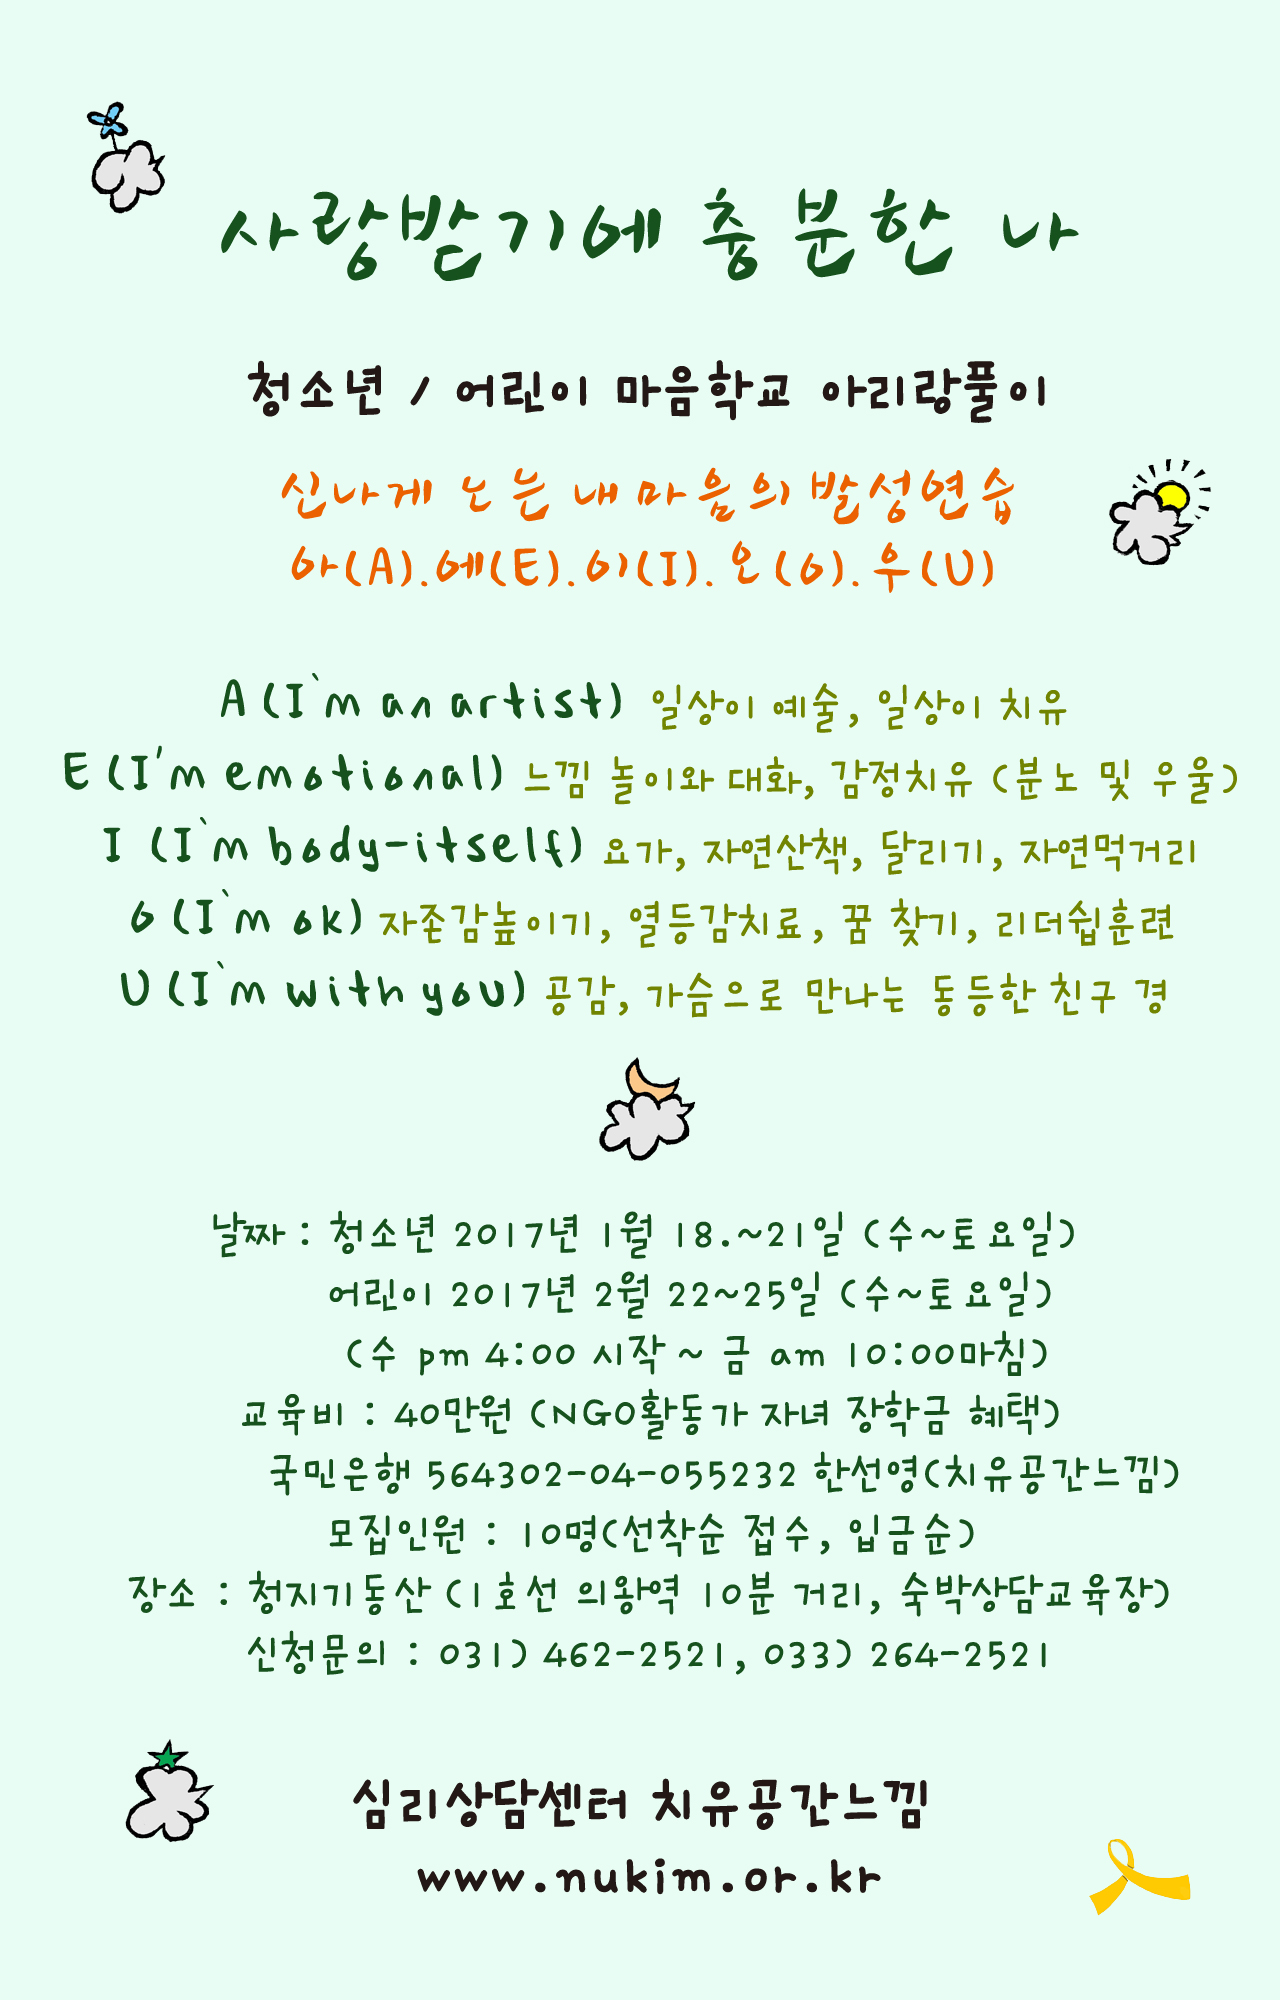 사랑받기에 충분한 나
청소년 / 어린이 마음학교 아리랑풀이
신나게 노는 내 마음의 발성연습
아(A).에(E).이(I).오(O).우(U)
A (I`m an artist) 일상이 예술, 일상이 치유
E (I'm emotional) 느낌 놀이와 대화, 감정치유 (분노 및 우울)
I (I`m body-itself) 요가, 자연산책, 달리기, 자연먹거리
O (I`m ok) 자존감높이기, 열등감치료, 꿈 찾기, 리더쉽훈련
U (I`m with you) 공감, 가슴으로 만나는 동등한 친구 경
날짜 : 청소년 2017년 1월 18.~21일 (수~토요일)
어린이 2017년 2월 22~25일 (수~토요일)
(수 pm 4:00 시작 ~ 금 am 10:00마침)
교육비 : 40만원 (NGO활동가 자녀 장학금 혜택)
국민은행 564302-04-055232 한선영(치유공간느낌)
모집인원 : 10명(선착순 접수, 입금순)
장소 : 청지기동산 (1호선 의왕역 10분 거리, 숙박상담교육장)
신청문의 : 031) 462-2521, 033) 264-2521
심리상담센터 치유공간느낌
www.nukim.or.kr